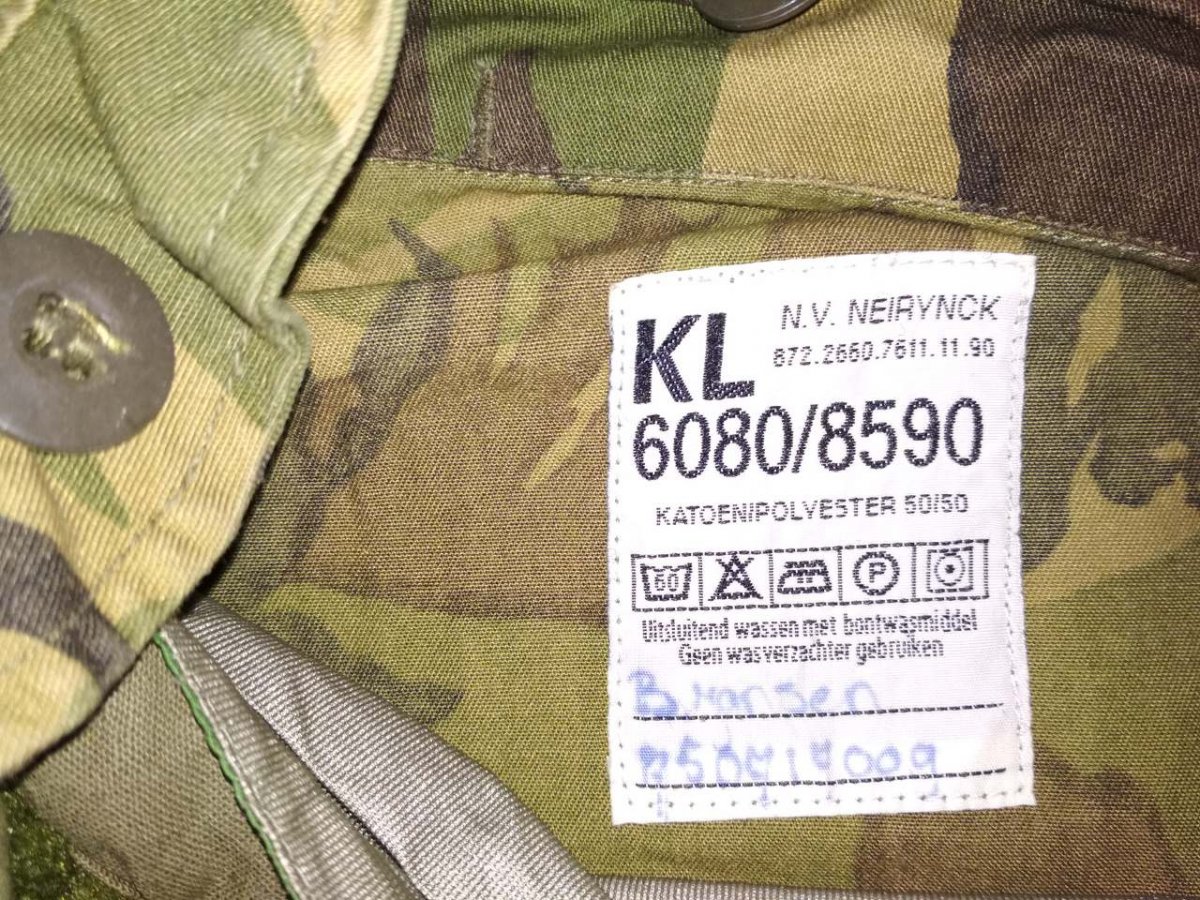 KL
N.V. NEIRYNCK
872.2660.7611.11.90
6080/8590
KATOEN/POLYESTER 50/50
60 P
Uitsluitend wassen met bontwasmiddel
Geen wasverzachter gebruiken